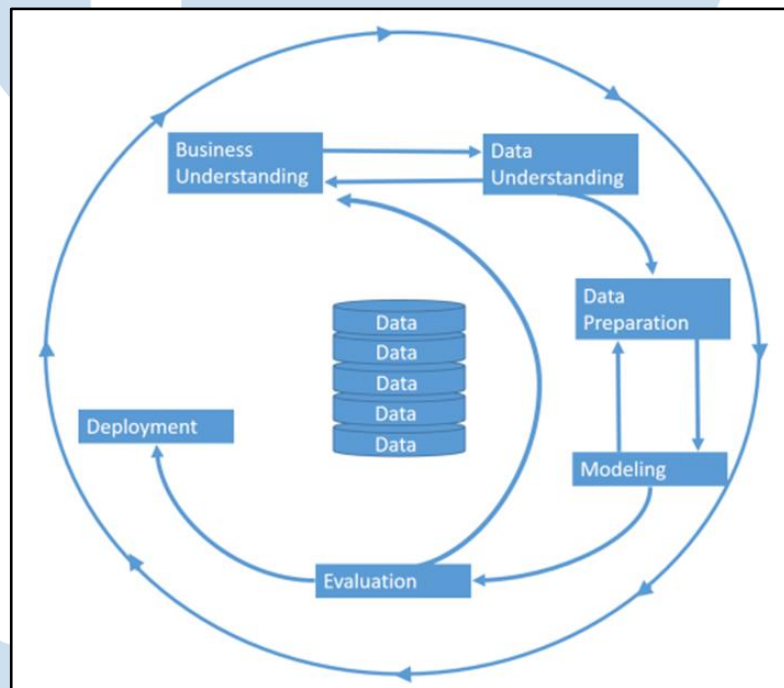 Business
Understanding
Data
Understanding
Data
Preparation
Data
Data
Data
Data
Data
Deployment
Modeling
Evaluation